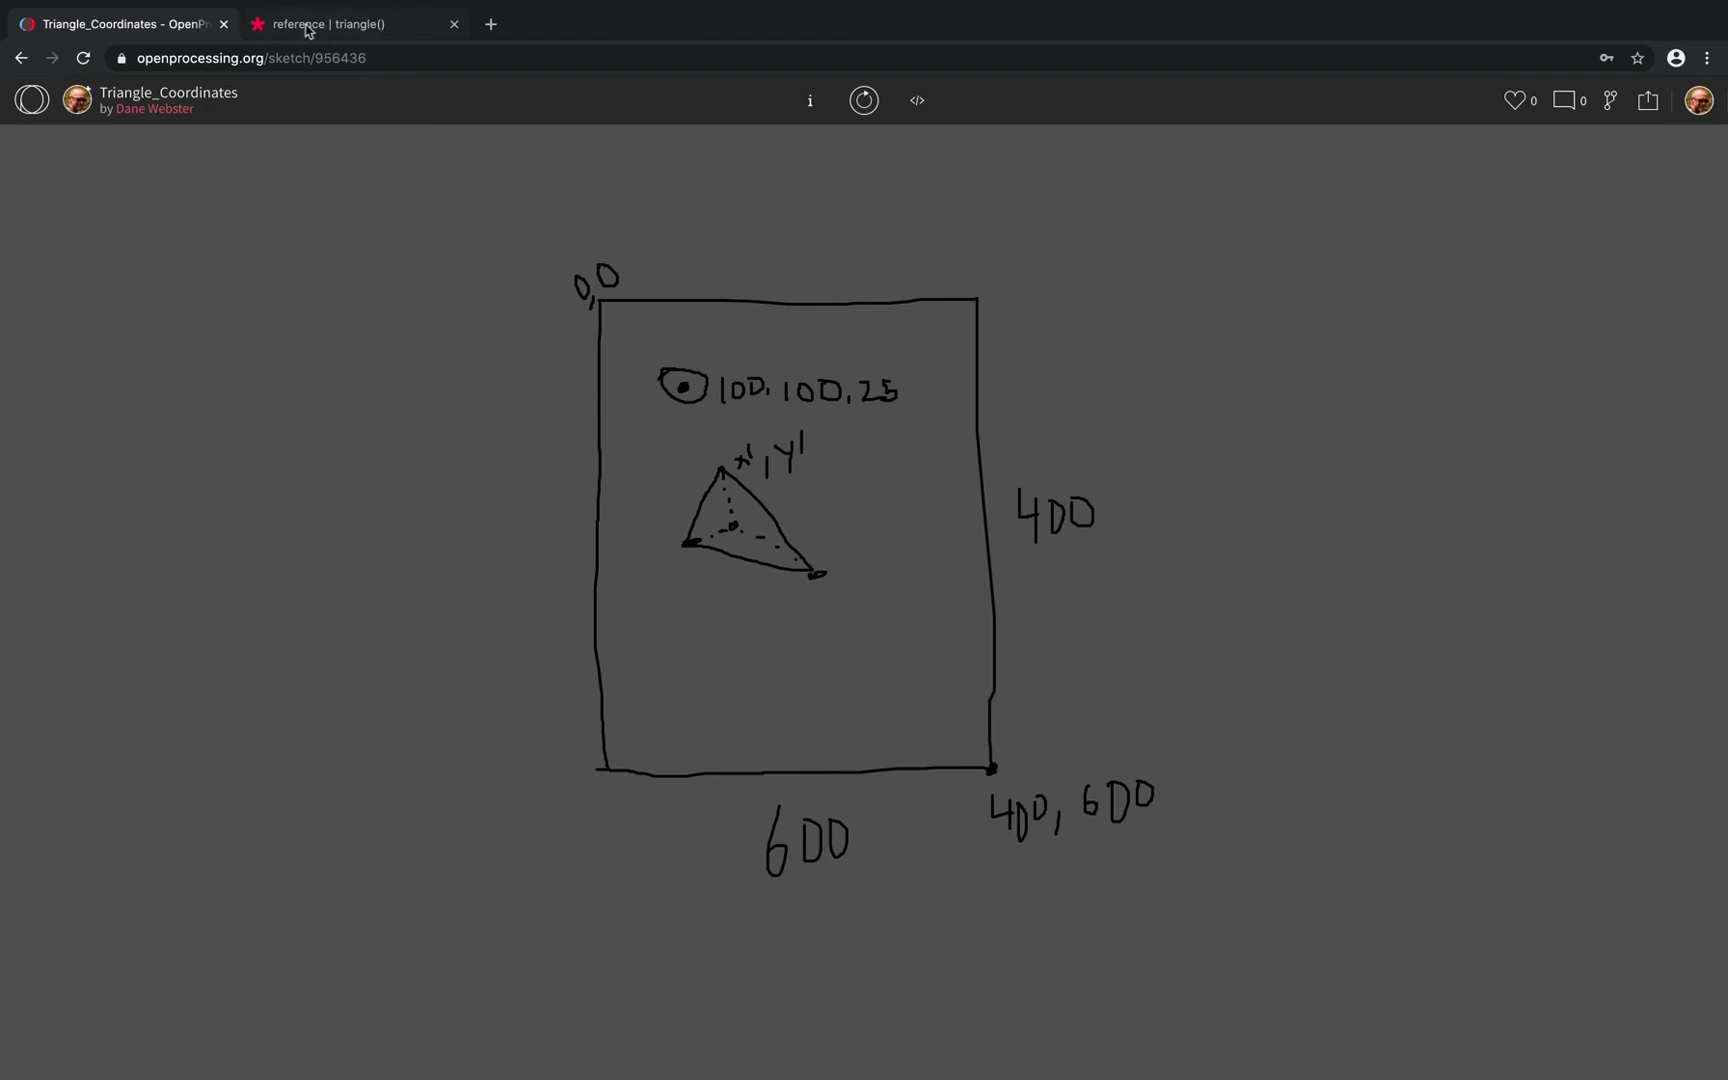 Triangle_Coordinates - OpenPr
reference | triangle()
openprocessing.org/sketch/956436
Triangle_Coordinates
by Dane Webster
i
</>
0
0
0,0
100, 100, 25
x1, y1
400
400, 600
600